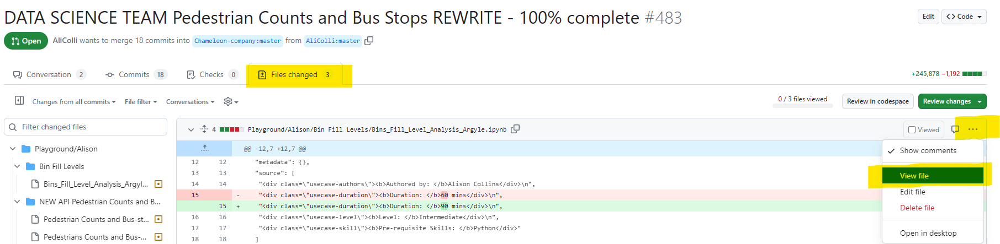 DATA SCIENCE TEAM Pedestrian Counts and Bus Stops REWRITE - 100% complete #483
Edit
<> Code
Open
AliColli wants to merge 18 commits into Chameleon-company:master from AliColli:master
Conversation 2
Commits 18
Checks 0
Files changed 3
+245,878 −1,192
Changes from all commits
File filter
Conversations
0 / 3 files viewed
Review in codespace
Review changes
Filter changed files
Playground/Alison
Bin Fill Levels
Bins_Fill_Level_Analysis_Argyl...
NEW API Pedestrian Counts and B...
Pedestrian Counts and Bus-st...
Pedestrians Counts and Bus-...
4 Playground/Alison/Bin Fill Levels/Bins_Fill_Level_Analysis_Argyle.ipynb
Viewed
@@ -12,7 +12,7 @@
12 12 "metadata": {},
13 13 "source": [
14 14 "<div class=\"usecase-authors\"><b>Authored by: </b>Alison Collins</div>\n",
15 - "<div class=\"usecase-duration\"><b>Duration: </b>60 mins</div>\n",
15 + "<div class=\"usecase-duration\"><b>Duration: </b>90 mins</div>\n",
16 16 "<div class=\"usecase-level\"><b>Level: </b>Intermediate</div>\n",
17 17 "<div class=\"usecase-skill\"><b>Pre-requisite Skills: </b>Python</div>"
18 18 ]
Show comments
View file
Edit file
Delete file
Open in desktop